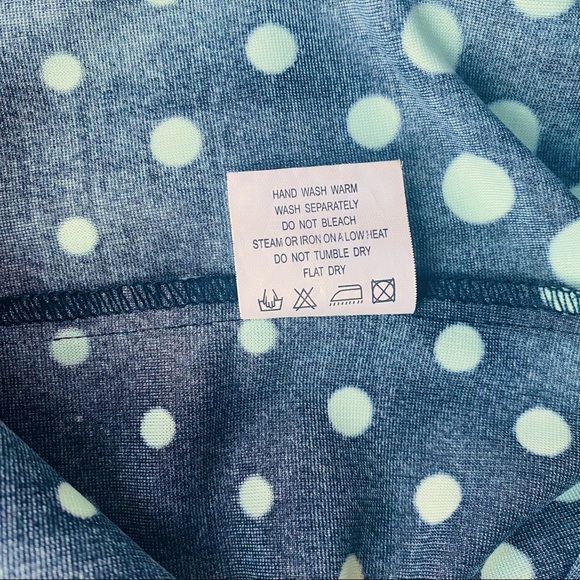 HAND WASH WARM
WASH SEPARATELY
DO NOT BLEACH
STEAM OR IRON ON A LOW HEAT
DO NOT TUMBLE DRY
FLAT DRY